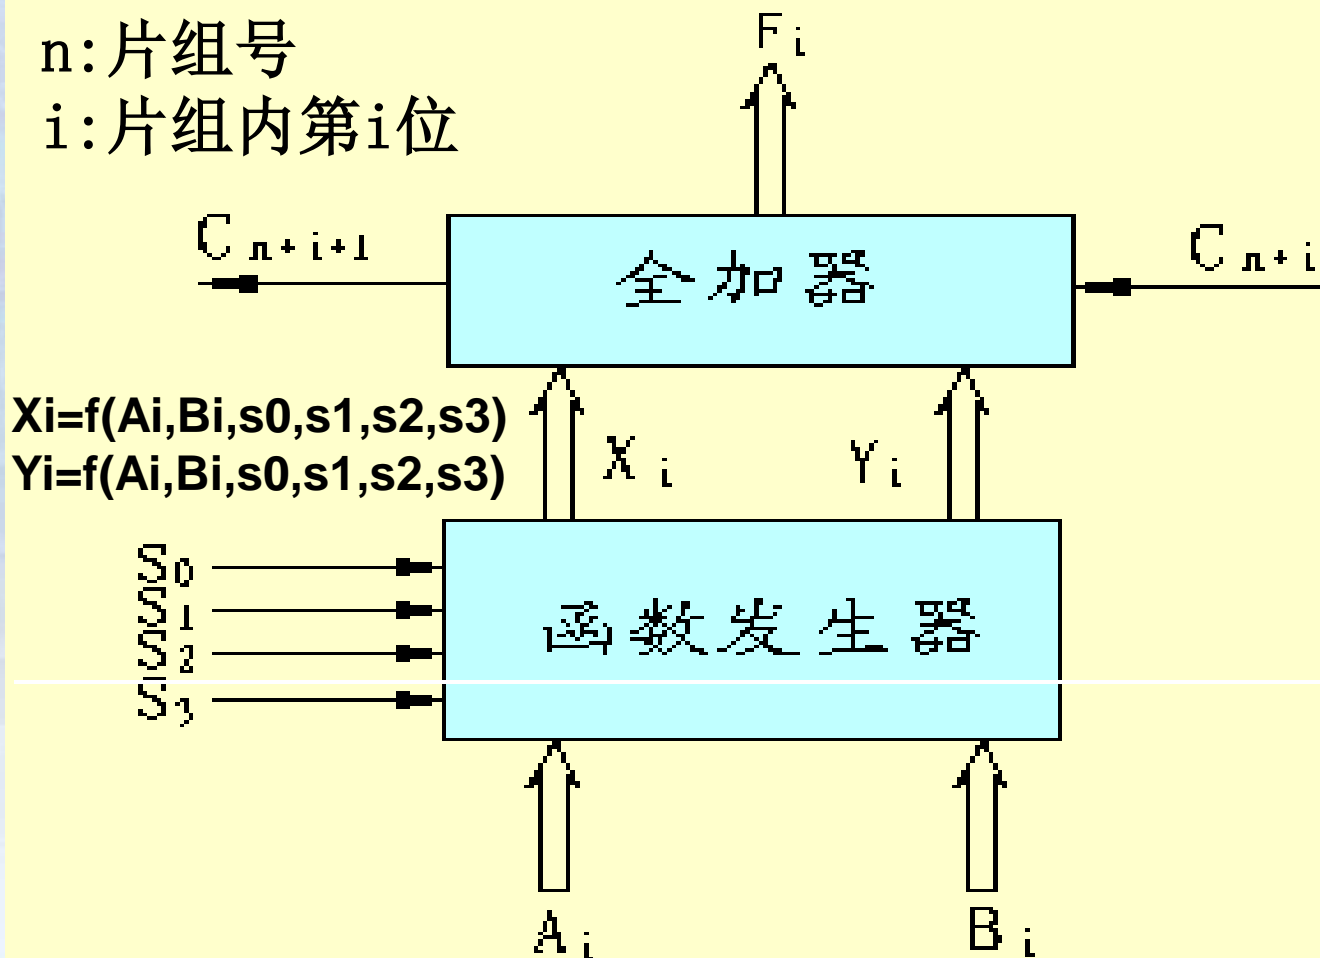 n:片组号
i:片组内第i位
Fi
Cn+i+1
Cn+i
全加器
Xi=f(Ai,Bi,s0,s1,s2,s3)
Yi=f(Ai,Bi,s0,s1,s2,s3)
Xi
Yi
S0
S1
S2
S3
函数发生器
Ai
Bi